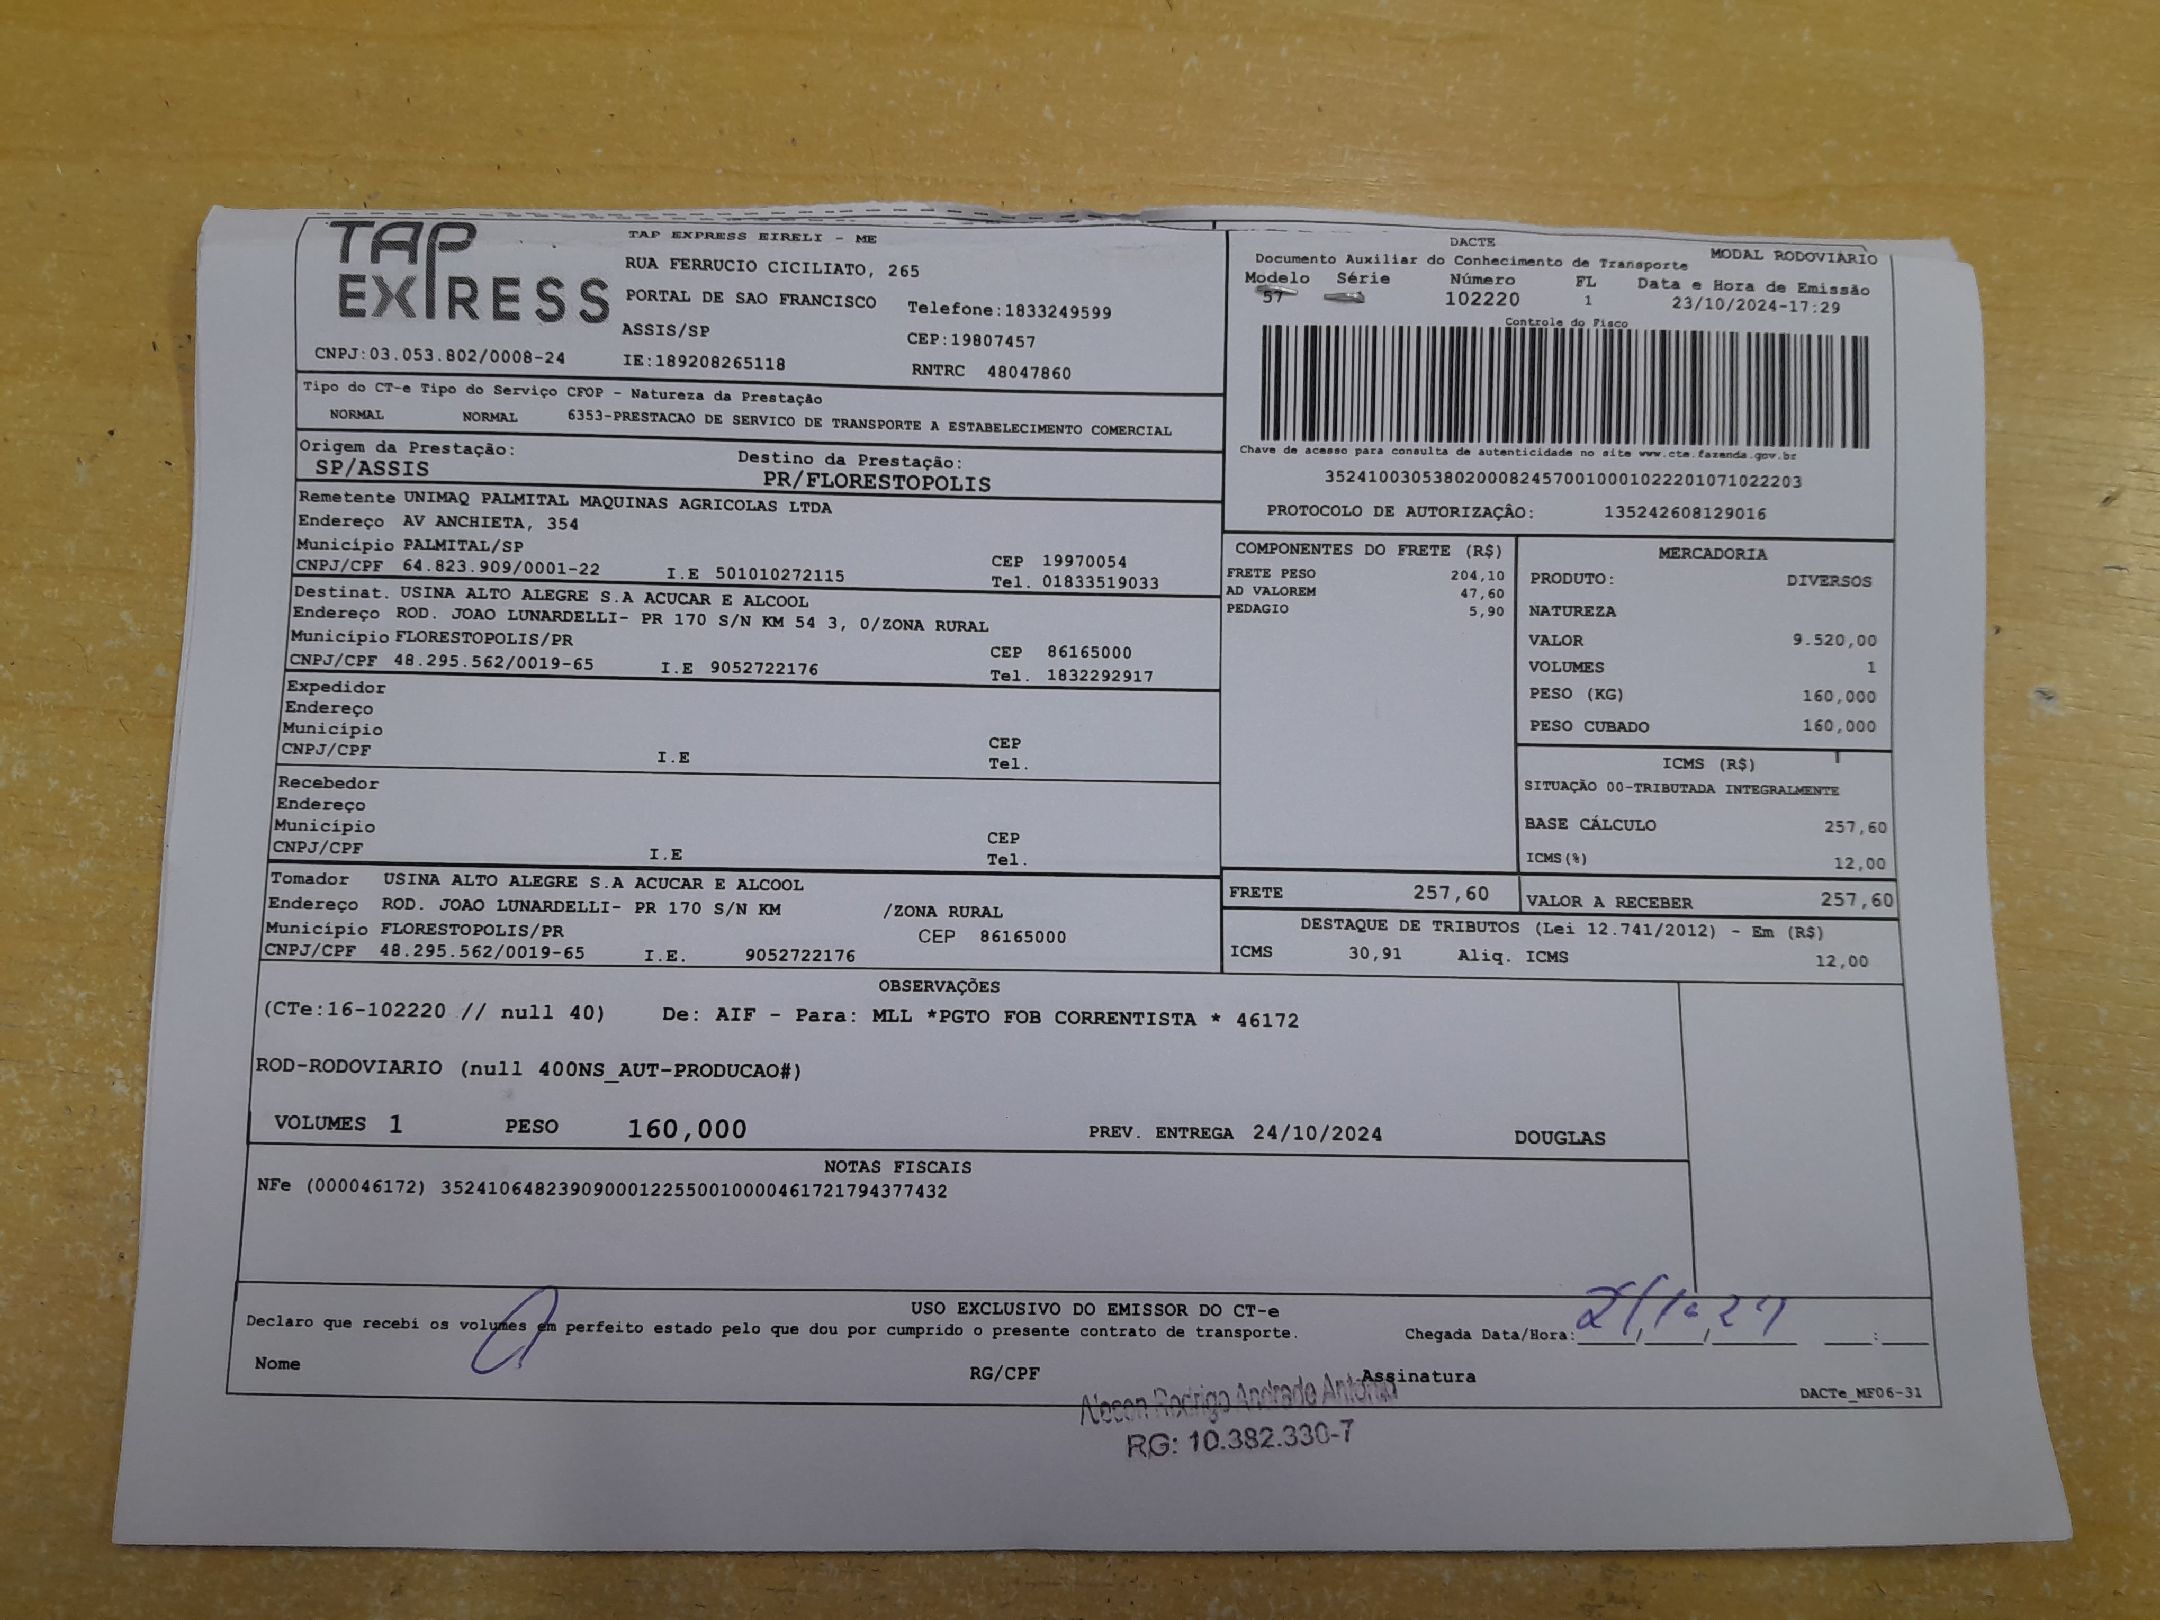 TAP EXPRESS
TAP EXPRESS EIRELI - ME
RUA FERRUCIO CICILIATO, 265
PORTAL DE SAO FRANCISCO
Telefone:1833249599
ASSIS/SP
CEP:19807457
CNPJ:03.053.802/0008-24
IE:189208265118
RNTRC 48047860
DACTE
Documento Auxiliar do Conhecimento de Transporte
MODAL RODOVIARIO
Modelo Série Número FL Data e Hora de Emissão
57 102220 1 23/10/2024-17:29
Controle do Fisco
Chave de acesso para consulta de autenticidade no site www.cte.fazenda.gov.br
35241003053802000824570010001022201071022203
PROTOCOLO DE AUTORIZAÇÂO: 135242608129016
Tipo do CT-e Tipo do Serviço CFOP - Natureza da Prestação
NORMAL NORMAL 6353-PRESTACAO DE SERVICO DE TRANSPORTE A ESTABELECIMENTO COMERCIAL
Origem da Prestação: Destino da Prestação:
SP/ASSIS PR/FLORESTOPOLIS
Remetente UNIMAQ PALMITAL MAQUINAS AGRICOLAS LTDA
Endereço AV ANCHIETA, 354
Município PALMITAL/SP CEP 19970054
CNPJ/CPF 64.823.909/0001-22 I.E 501010272115 Tel. 01833519033
Destinat. USINA ALTO ALEGRE S.A ACUCAR E ALCOOL
Endereço ROD. JOAO LUNARDELLI- PR 170 S/N KM 54 3, 0/ZONA RURAL
Município FLORESTOPOLIS/PR CEP 86165000
CNPJ/CPF 48.295.562/0019-65 I.E 9052722176 Tel. 1832292917
Expedidor
Endereço
Município CEP
CNPJ/CPF I.E Tel.
Recebedor
Endereço
Município CEP
CNPJ/CPF I.E Tel.
Tomador USINA ALTO ALEGRE S.A ACUCAR E ALCOOL
Endereço ROD. JOAO LUNARDELLI- PR 170 S/N KM /ZONA RURAL
Município FLORESTOPOLIS/PR CEP 86165000
CNPJ/CPF 48.295.562/0019-65 I.E. 9052722176
COMPONENTES DO FRETE (R$)
FRETE PESO 204,10
AD VALOREM 47,60
PEDAGIO 5,90
MERCADORIA
PRODUTO: DIVERSOS
NATUREZA
VALOR 9.520,00
VOLUMES 1
PESO (KG) 160,000
PESO CUBADO 160,000
ICMS (R$)
SITUAÇÃO 00-TRIBUTADA INTEGRALMENTE
BASE CÁLCULO 257,60
ICMS(%) 12,00
FRETE 257,60
VALOR A RECEBER 257,60
DESTAQUE DE TRIBUTOS (Lei 12.741/2012) - Em (R$)
ICMS 30,91 Aliq. ICMS 12,00
OBSERVAÇÕES
(CTe:16-102220 // null 40) De: AIF - Para: MLL *PGTO FOB CORRENTISTA * 46172
ROD-RODOVIARIO (null 400NS_AUT-PRODUCAO#)
VOLUMES 1 PESO 160,000 PREV. ENTREGA 24/10/2024 DOUGLAS
NOTAS FISCAIS
NFe (000046172) 35241064823909000122550010000461721794377432
USO EXCLUSIVO DO EMISSOR DO CT-e
Declaro que recebi os volumes em perfeito estado pelo que dou por cumprido o presente contrato de transporte.
Chegada Data/Hora:
Nome RG/CPF Assinatura
DACTe_MF06-31
Rodrigo Andrade
RG: 10.382.330-7